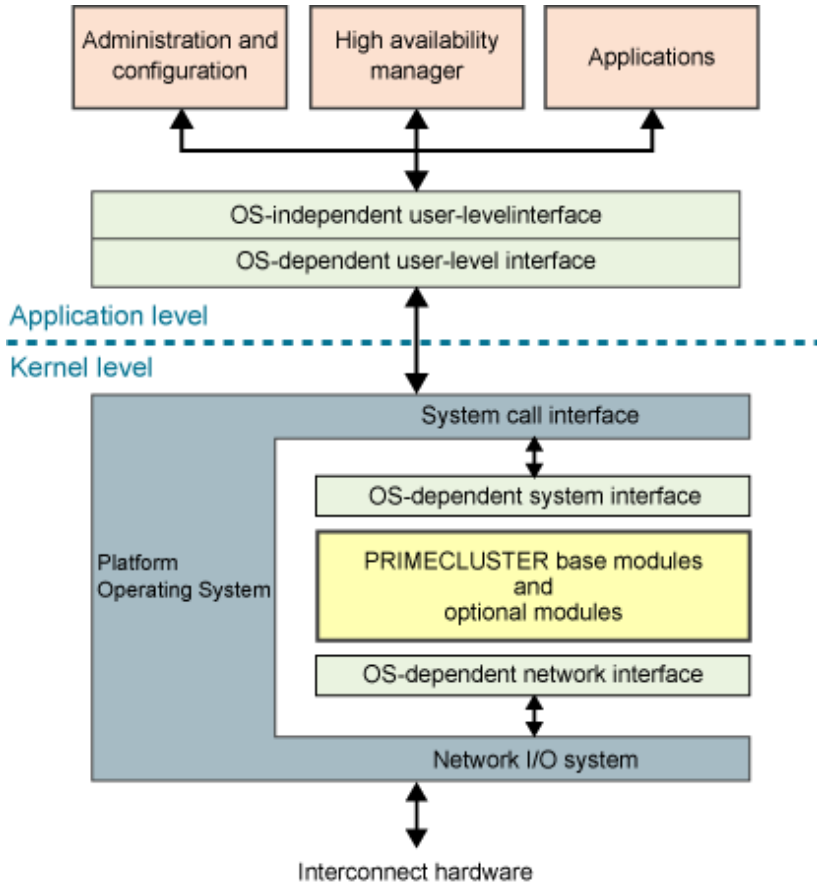 Administration and
configuration
High availability
manager
Applications
OS-independent user-levelinterface
OS-dependent user-level interface
Application level
Kernel level
System call interface
OS-dependent system interface
Platform
Operating System
PRIMECLUSTER base modules
and
optional modules
OS-dependent network interface
Network I/O system
Interconnect hardware